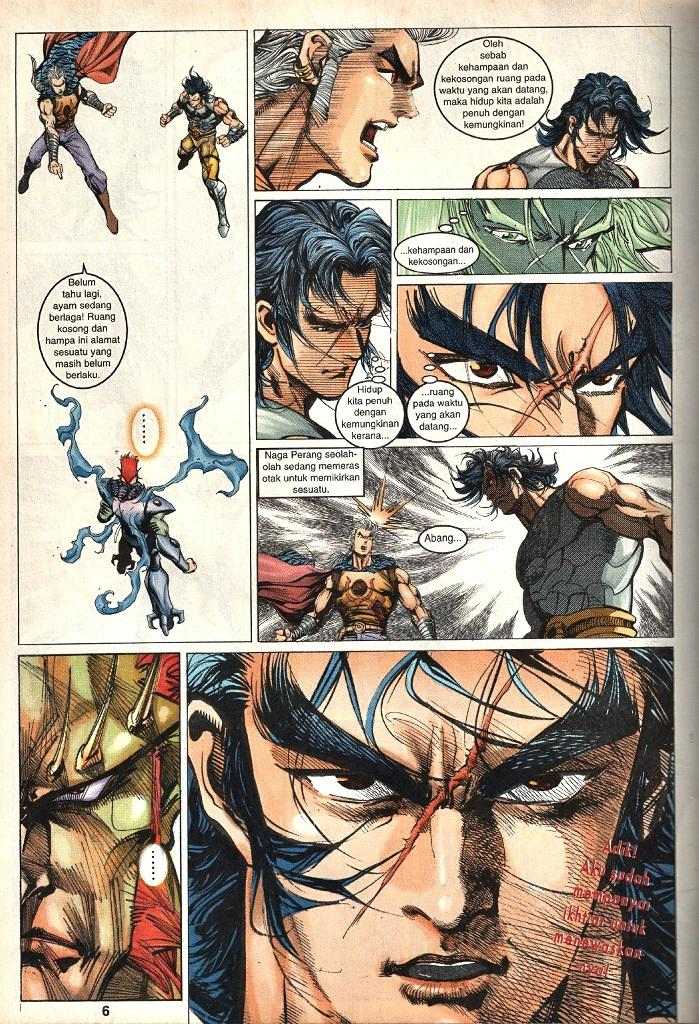 Oleh
sebab
kehampaan dan
kekosongan ruang pada
waktu yang akan datang,
maka hidup kita adalah
penuh dengan
kemungkinan!
Belum
tahu lagi,
ayam sedang
berlaga! Ruang
kosong dan
hampa ini alamat
sesuatu yang
masih belum
berlaku.
......
...kehampaan dan
kekosongan...
Hidup
kita penuh
dengan
kemungkinan
kerana...
...ruang
pada waktu
yang akan
datang...
Naga Perang seolah-
olah sedang memeras
otak untuk memikirkan
sesuatu.
Abang...
......
Adik!
Aku sudah
mempunyai
ikhtiar untuk
menewaskan-
nya!
6